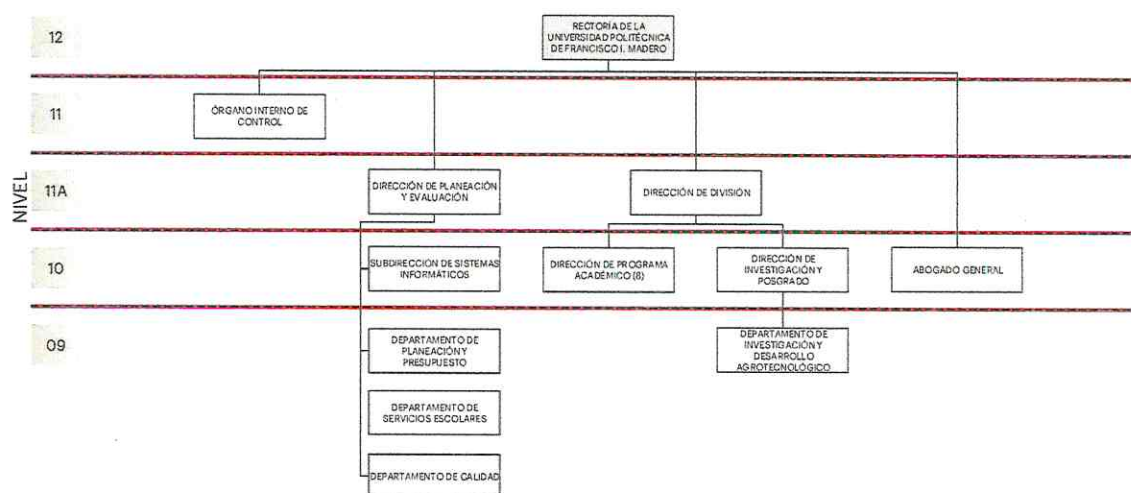 12
RECTORÍA DE LA
UNIVERSIDAD POLITÉCNICA
DE FRANCISCO I. MADERO
11
ÓRGANO INTERNO DE
CONTROL
NIVEL
11A
DIRECCIÓN DE PLANEACIÓN
Y EVALUACIÓN
DIRECCIÓN DE DIVISIÓN
10
SUBDIRECCIÓN DE SISTEMAS
INFORMÁTICOS
DIRECCIÓN DE PROGRAMA
ACADÉMICO (8)
DIRECCIÓN DE
INVESTIGACIÓN Y
POSGRADO
ABOGADO GENERAL
09
DEPARTAMENTO DE
PLANEACIÓN Y
PRESUPUESTO
DEPARTAMENTO DE
INVESTIGACIÓN Y
DESARROLLO
AGROTECNOLÓGICO
DEPARTAMENTO DE
SERVICIOS ESCOLARES
DEPARTAMENTO DE CALIDAD